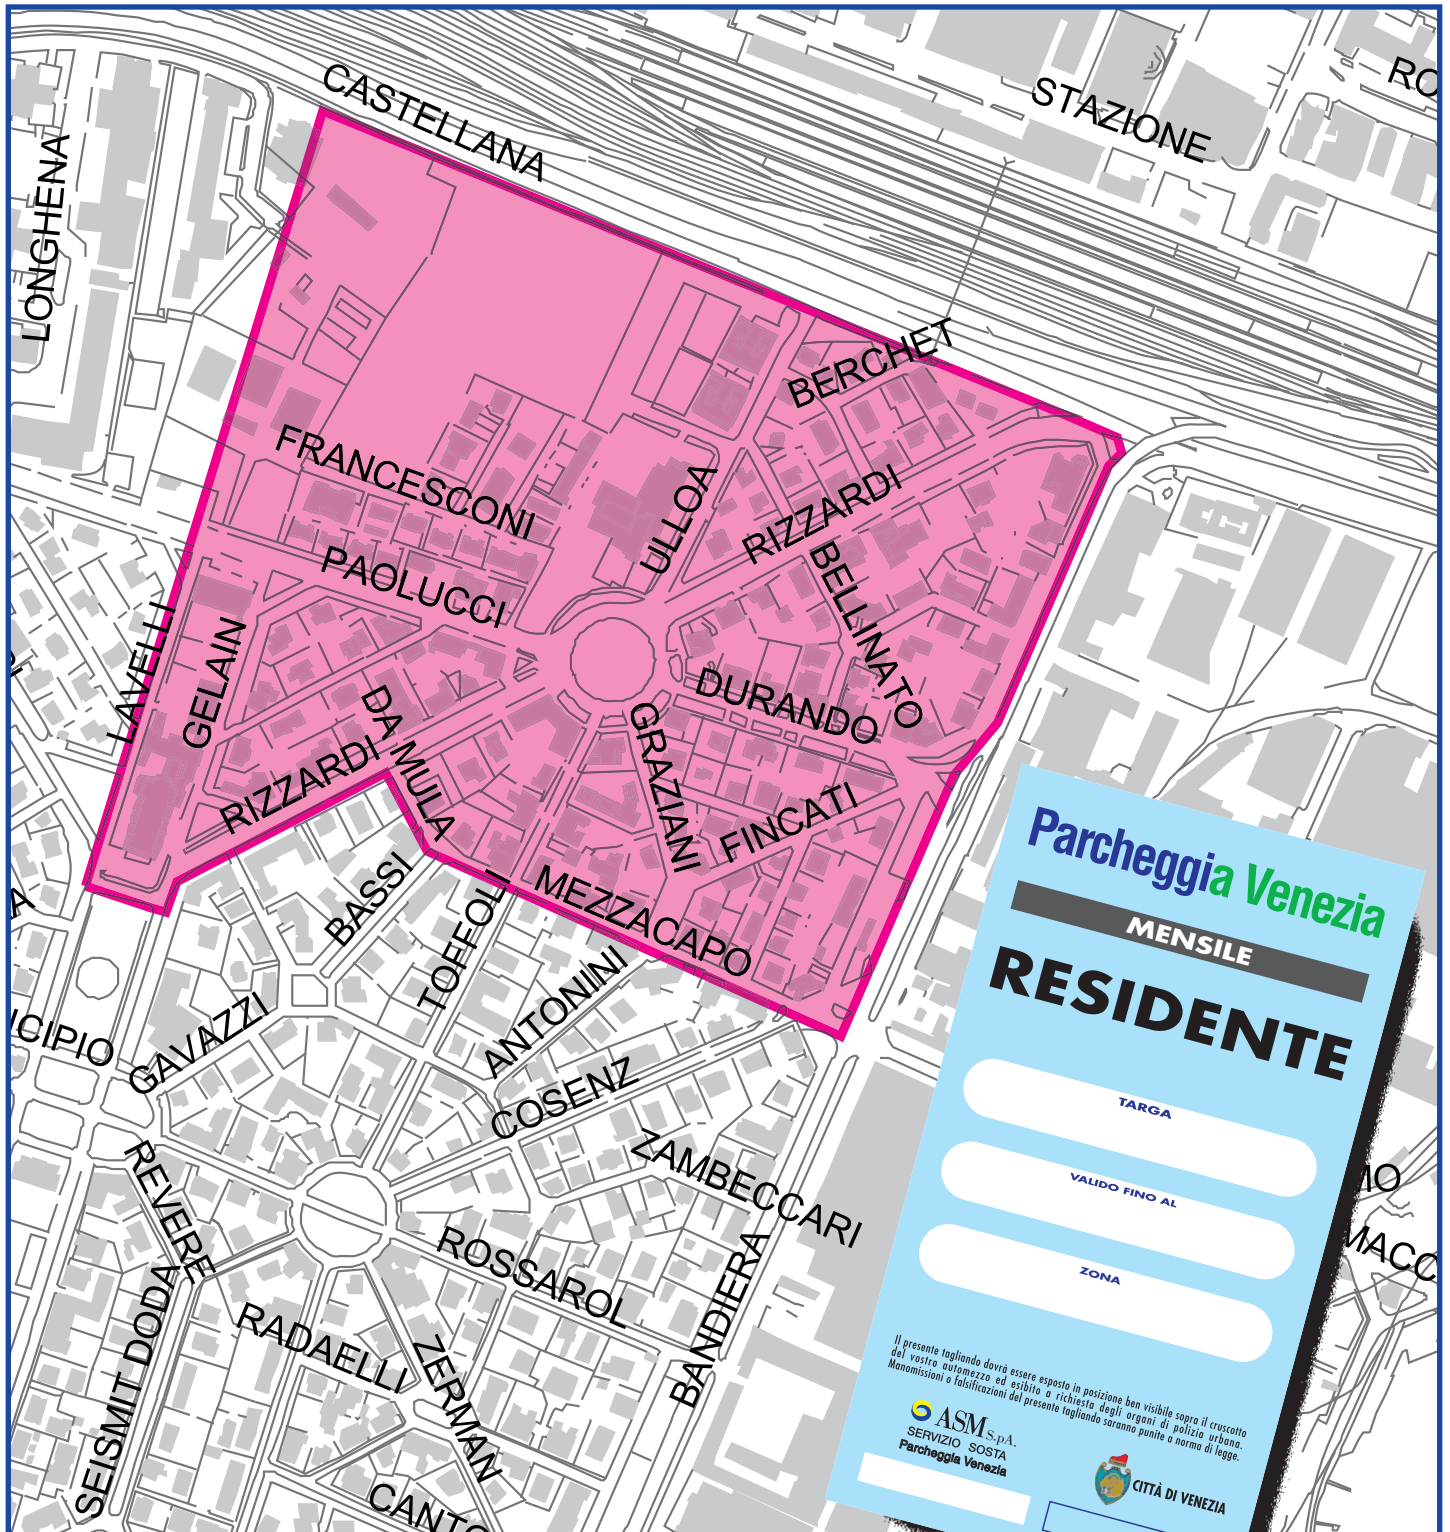 CASTELLANA
STAZIONE
RO
LONGHENA
BERCHET
FRANCESCONI
ULLOA
RIZZARDI
PAOLUCCI
BELLINATO
LAVELLI
GELAIN
DA MULA
DURANDO
GRAZIANI
RIZZARDI
FINCATI
MEZZACAPO
BASSI
TOFFOLI
ANTONINI
GAVAZZI
ICIPIO
COSENZ
ZAMBECCARI
REVERE
ROSSAROL
BANDIERA
SEISMIT DODA
RADAELLI
ZERMAN
CANTO
MACC
Parcheggia Venezia
MENSILE
RESIDENTE
TARGA
VALIDO FINO AL
ZONA
Il presente tagliando dovrà essere esposto in posizione ben visibile sopra il cruscotto
del vostro automezzo ed esibito a richiesta degli organi di polizia urbana.
Manomissioni o falsificazioni del presente tagliando saranno punite a norma di legge.
ASM S.p.A.
SERVIZIO SOSTA
Parcheggia Venezia
CITTÀ DI VENEZIA